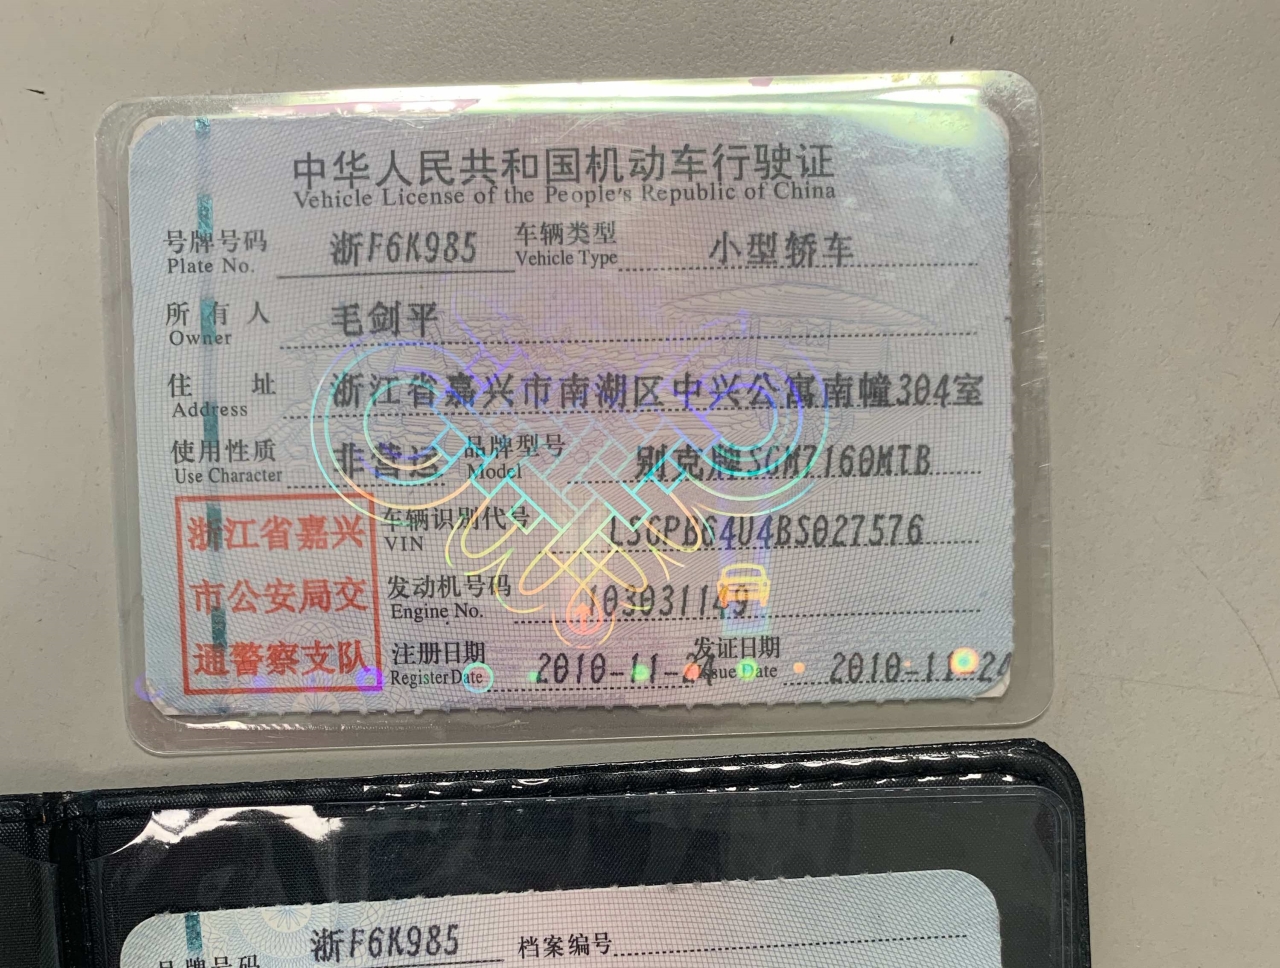 中华人民共和国机动车行驶证
Vehicle License of the People's Republic of China
号牌号码 浙F6K985 车辆类型 小型轿车
Plate No. Vehicle Type
所有人 毛剑平
Owner
住址 浙江省嘉兴市南湖区中兴公寓南幢304室
Address
使用性质 非营运 品牌型号 别克牌SGM7160MTB
Use Character Model
浙江省嘉兴
市公安局交
通警察支队
车辆识别代号 LSGPB64U4BS027576
VIN
发动机号码 103031149
Engine No.
注册日期 2010-11-24 发证日期 2010-11-24
Register Date Issue Date
号牌号码 浙F6K985 档案编号